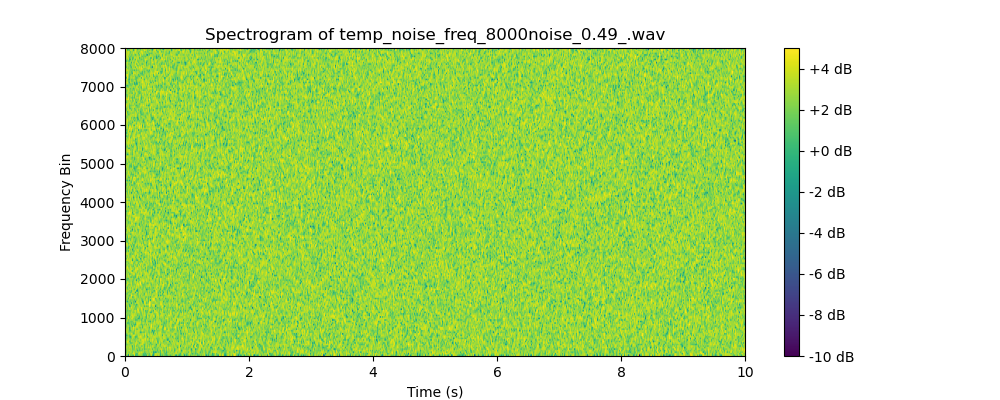 Spectrogram of temp_noise_freq_8000noise_0.49_.wav
8000
7000
6000
5000
4000
3000
2000
1000
0
Frequency Bin
0 2 4 6 8 10
Time (s)
+4 dB
+2 dB
+0 dB
-2 dB
-4 dB
-6 dB
-8 dB
-10 dB